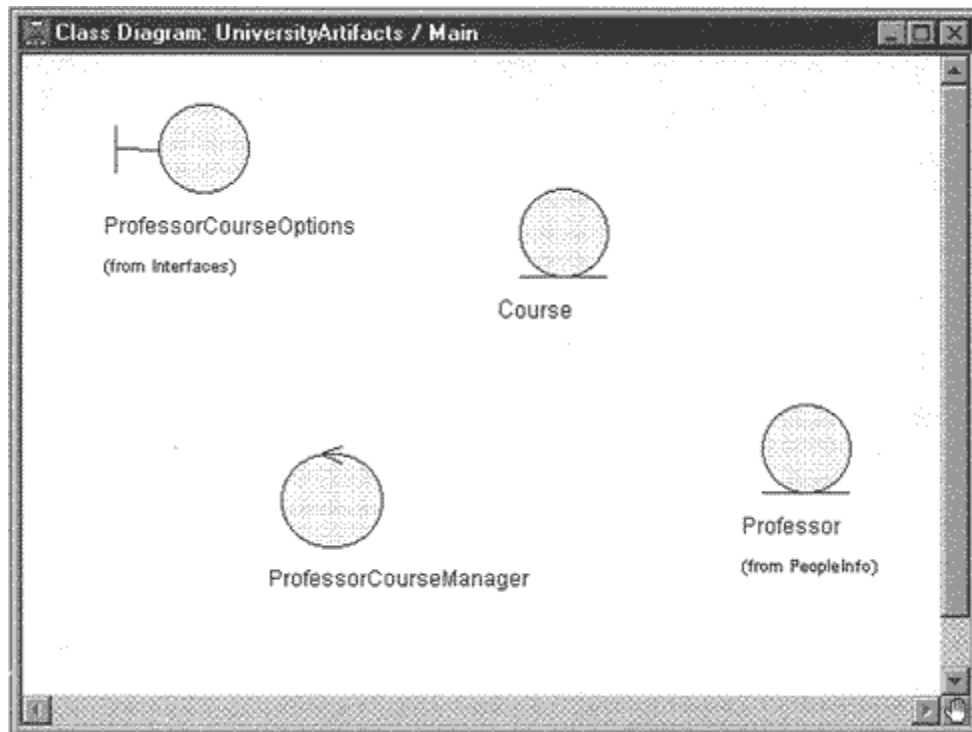 Class Diagram: UniversityArtifacts / Main
ProfessorCourseOptions
(from Interfaces)
Course
ProfessorCourseManager
Professor
(from PeopleInfo)